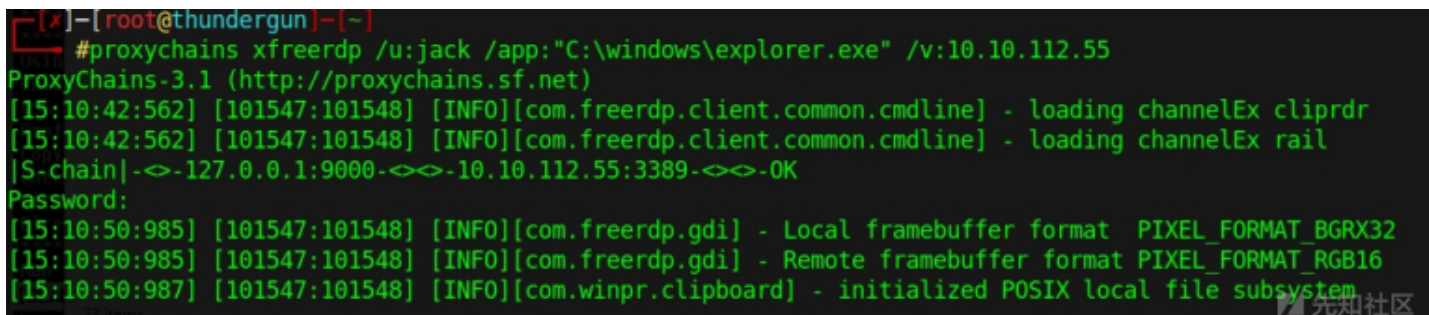 [x]-[root@thundergun]-[~]
#proxychains xfreerdp /u:jack /app:"C:\windows\explorer.exe" /v:10.10.112.55
ProxyChains-3.1 (http://proxychains.sf.net)
[15:10:42:562] [101547:101548] [INFO][com.freerdp.client.common.cmdline] - loading channelEx cliprdr
[15:10:42:562] [101547:101548] [INFO][com.freerdp.client.common.cmdline] - loading channelEx rail
|S-chain|-<>-127.0.0.1:9000-<><>-10.10.112.55:3389-<><>-OK
Password:
[15:10:50:985] [101547:101548] [INFO][com.freerdp.gdi] - Local framebuffer format  PIXEL_FORMAT_BGRX32
[15:10:50:985] [101547:101548] [INFO][com.freerdp.gdi] - Remote framebuffer format PIXEL_FORMAT_RGB16
[15:10:50:987] [101547:101548] [INFO][com.winpr.clipboard] - initialized POSIX local file subsystem
先知社区